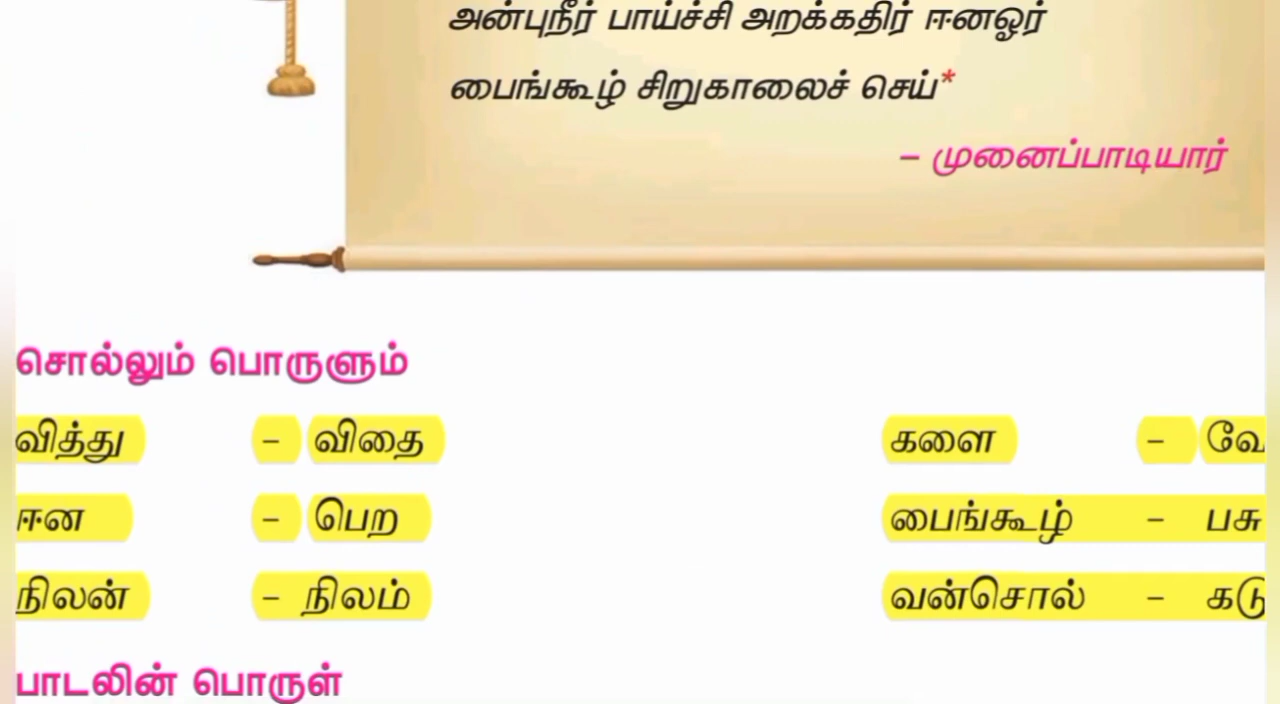 அன்புநீர் பாய்ச்சி அறக்கதிர் ஈனஓர்
பைங்கூழ் சிறுகாலைச் செய்*
– முனைப்பாடியார்
சொல்லும் பொருளும்
வித்து – விதை களை –
ஈன – பெற பைங்கூழ் –
நிலன் – நிலம் வன்சொல் –
பாடலின் பொருள்